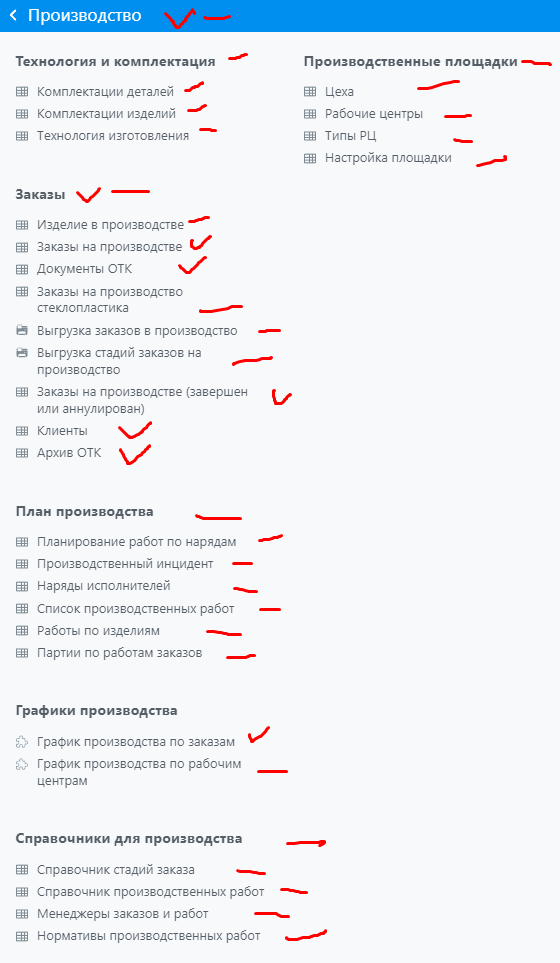 Производство
Технология и комплектация
Комплектации деталей
Комплектации изделий
Технология изготовления
Производственные площадки
Цеха
Рабочие центры
Типы РЦ
Настройка площадки
Заказы
Изделие в производстве
Заказы на производстве
Документы ОТК
Заказы на производство
стеклопластика
Выгрузка заказов в производство
Выгрузка стадий заказов на
производство
Заказы на производстве (завершен
или аннулирован)
Клиенты
Архив ОТК
План производства
Планирование работ по нарядам
Производственный инцидент
Наряды исполнителей
Список производственных работ
Работы по изделиям
Партии по работам заказов
Графики производства
График производства по заказам
График производства по рабочим
центрам
Справочники для производства
Справочник стадий заказа
Справочник производственных работ
Менеджеры заказов и работ
Нормативы производственных работ